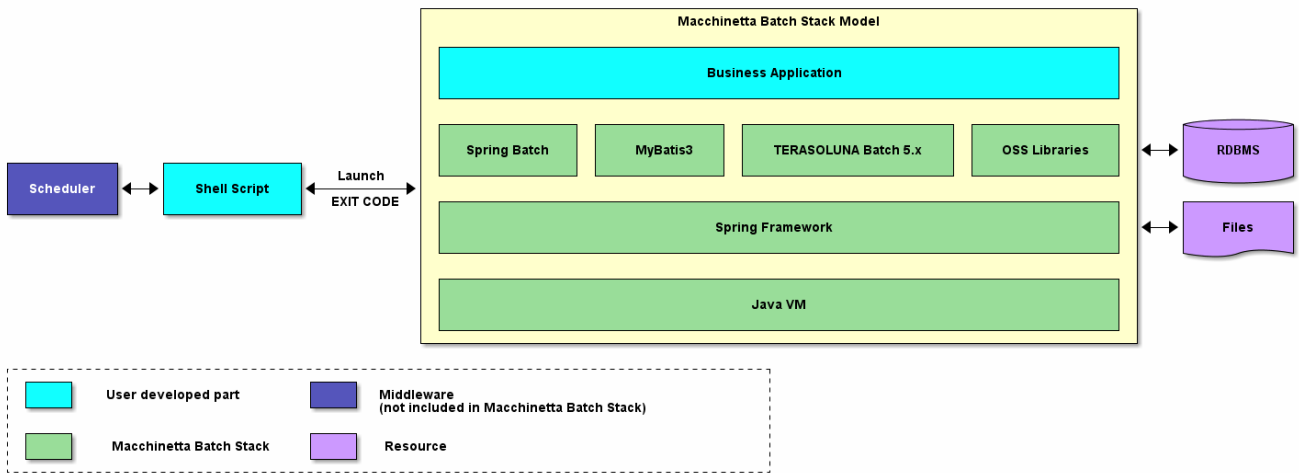 Macchinetta Batch Stack Model
Business Application
Spring Batch
MyBatis3
TERASOLUNA Batch 5.x
OSS Libraries
RDBMS
Scheduler
Shell Script
Launch
EXIT CODE
Spring Framework
Files
Java VM
User developed part
Middleware
(not included in Macchinetta Batch Stack)
Macchinetta Batch Stack
Resource